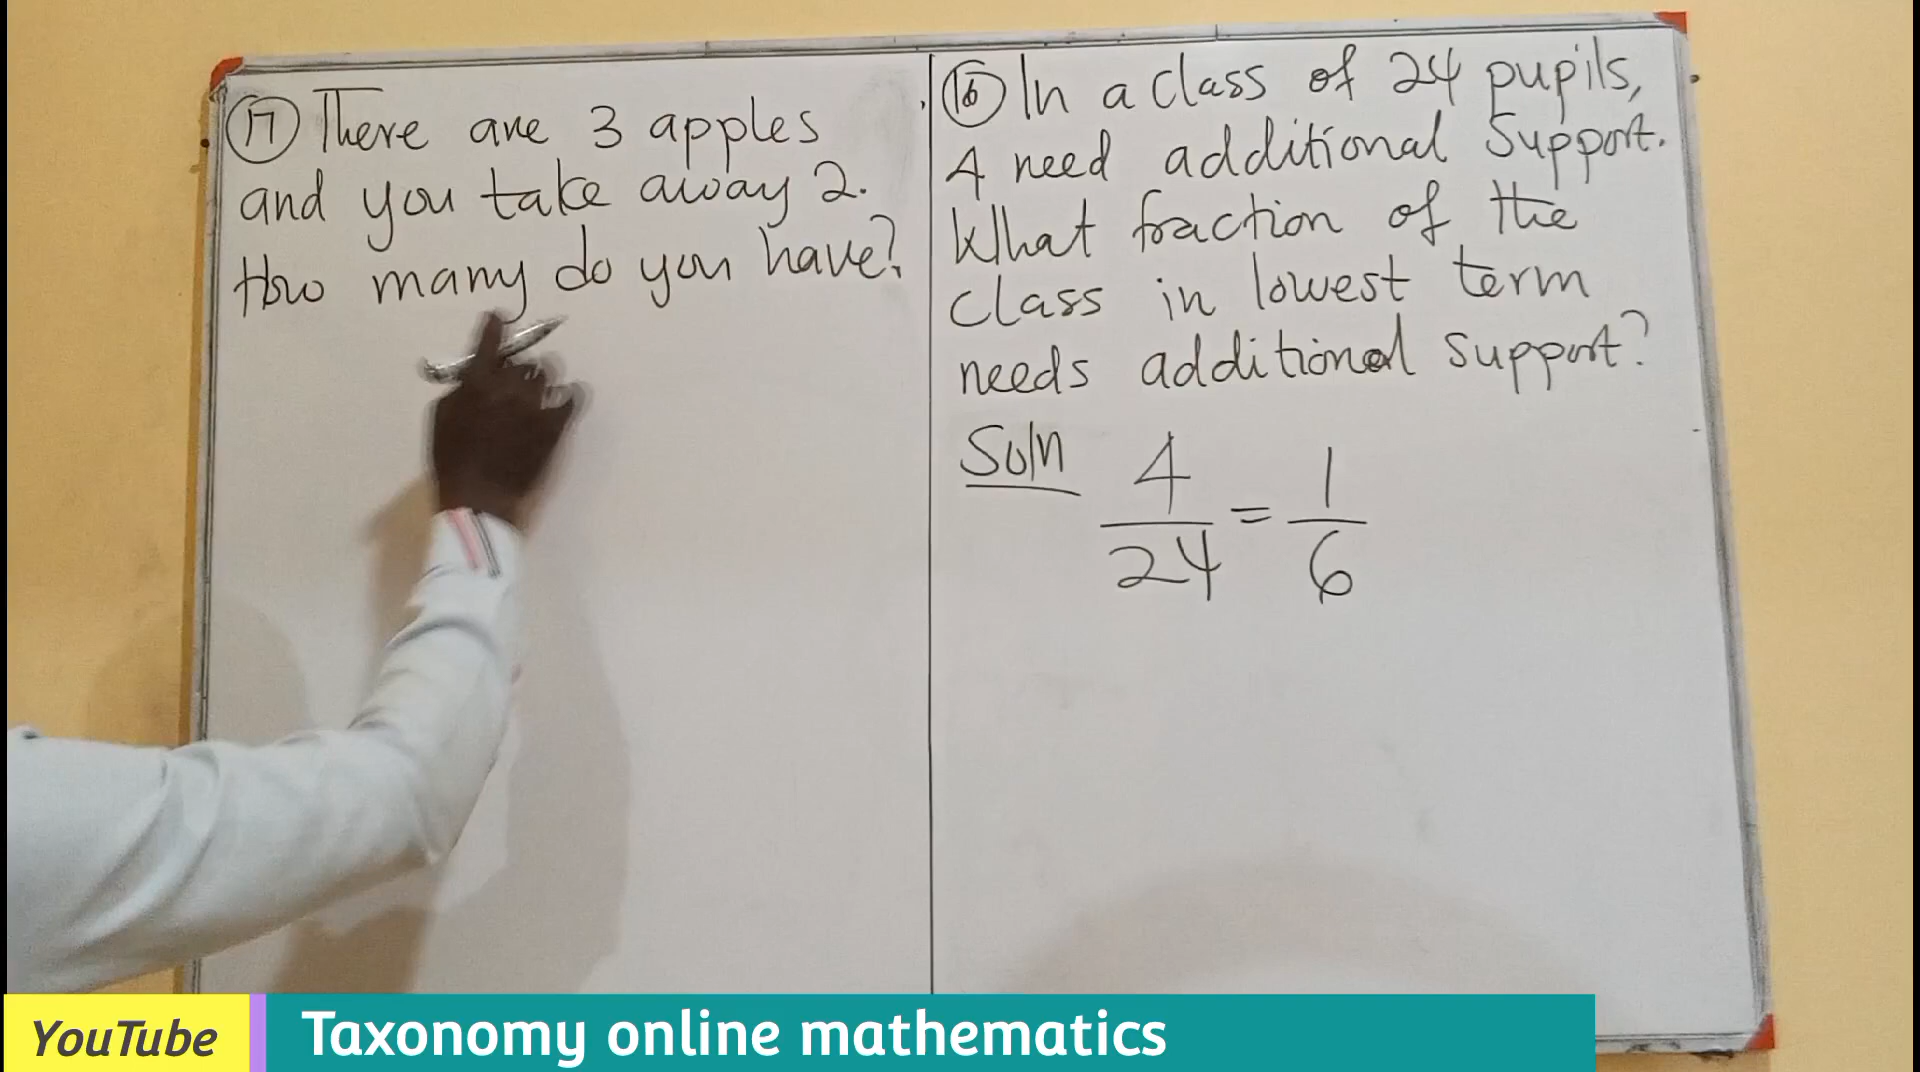 17 There are 3 apples
and you take away 2.
How many do you have?
16 In a class of 24 pupils,
4 need additional support.
What fraction of the
class in lowest term
needs additional support?
Soln 4/24 = 1/6
YouTube Taxonomy online mathematics